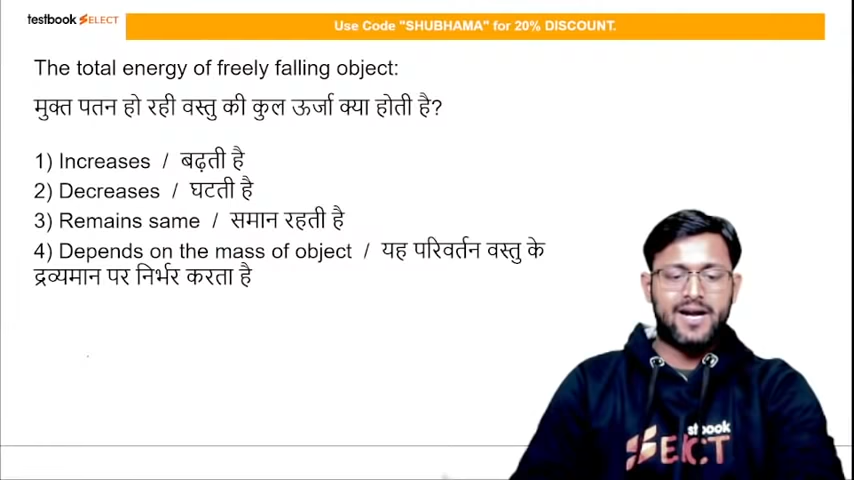 testbook SELECT
Use Code "SHUBHAMA" for 20% DISCOUNT.
The total energy of freely falling object:
मुक्त पतन हो रही वस्तु की कुल ऊर्जा क्या होती है?
1) Increases / बढ़ती है
2) Decreases / घटती है
3) Remains same / समान रहती है
4) Depends on the mass of object / यह परिवर्तन वस्तु के
द्रव्यमान पर निर्भर करता है